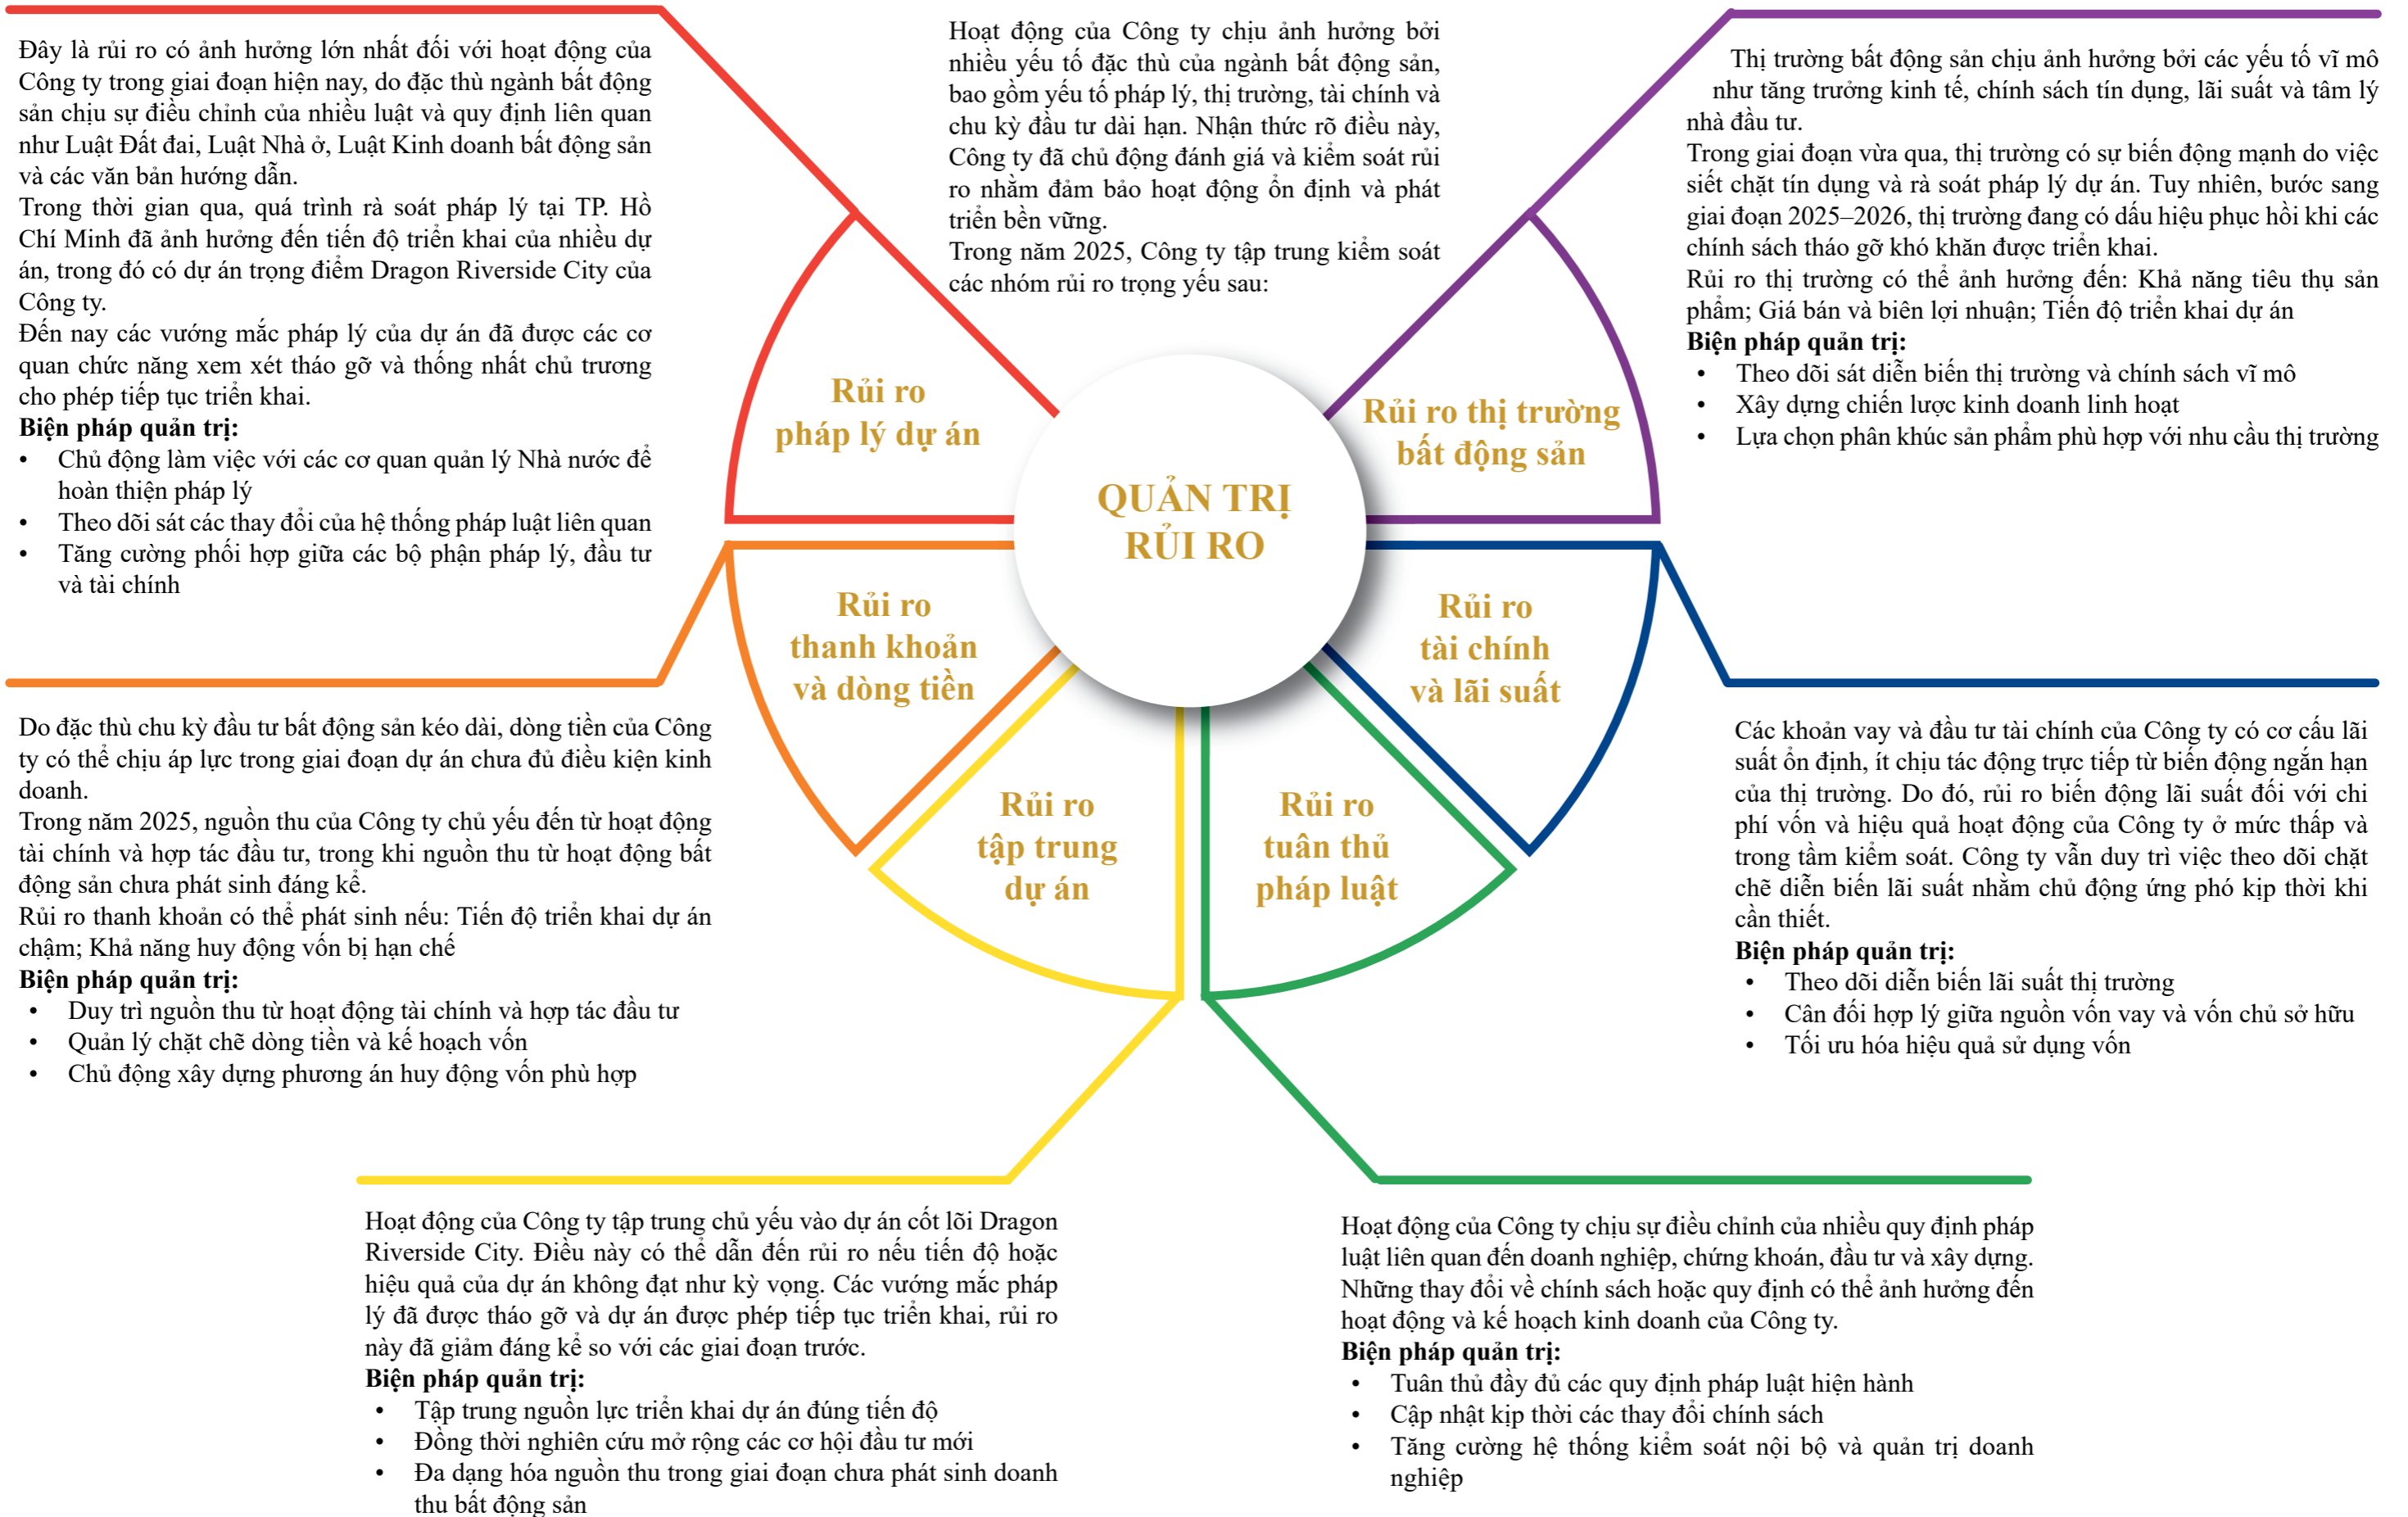 Hoạt động của Công ty chịu ảnh hưởng bởi
nhiều yếu tố đặc thù của ngành bất động sản,
bao gồm yếu tố pháp lý, thị trường, tài chính và
chu kỳ đầu tư dài hạn. Nhận thức rõ điều này,
Công ty đã chủ động đánh giá và kiểm soát rủi
ro nhằm đảm bảo hoạt động ổn định và phát
triển bền vững.
Trong năm 2025, Công ty tập trung kiểm soát
các nhóm rủi ro trọng yếu sau:
QUẢN TRỊ
RỦI RO
Rủi ro
pháp lý dự án
Đây là rủi ro có ảnh hưởng lớn nhất đối với hoạt động của
Công ty trong giai đoạn hiện nay, do đặc thù ngành bất động
sản chịu sự điều chỉnh của nhiều luật và quy định liên quan
như Luật Đất đai, Luật Nhà ở, Luật Kinh doanh bất động sản
và các văn bản hướng dẫn.
Trong thời gian qua, quá trình rà soát pháp lý tại TP. Hồ
Chí Minh đã ảnh hưởng đến tiến độ triển khai của nhiều dự
án, trong đó có dự án trọng điểm Dragon Riverside City của
Công ty.
Đến nay các vướng mắc pháp lý của dự án đã được các cơ
quan chức năng xem xét tháo gỡ và thống nhất chủ trương
cho phép tiếp tục triển khai.
Biện pháp quản trị:
• Chủ động làm việc với các cơ quan quản lý Nhà nước để
hoàn thiện pháp lý
• Theo dõi sát các thay đổi của hệ thống pháp luật liên quan
• Tăng cường phối hợp giữa các bộ phận pháp lý, đầu tư
và tài chính
Rủi ro thị trường
bất động sản
Thị trường bất động sản chịu ảnh hưởng bởi các yếu tố vĩ mô
như tăng trưởng kinh tế, chính sách tín dụng, lãi suất và tâm lý
nhà đầu tư.
Trong giai đoạn vừa qua, thị trường có sự biến động mạnh do việc
siết chặt tín dụng và rà soát pháp lý dự án. Tuy nhiên, bước sang
giai đoạn 2025–2026, thị trường đang có dấu hiệu phục hồi khi các
chính sách tháo gỡ khó khăn được triển khai.
Rủi ro thị trường có thể ảnh hưởng đến: Khả năng tiêu thụ sản
phẩm; Giá bán và biên lợi nhuận; Tiến độ triển khai dự án
Biện pháp quản trị:
• Theo dõi sát diễn biến thị trường và chính sách vĩ mô
• Xây dựng chiến lược kinh doanh linh hoạt
• Lựa chọn phân khúc sản phẩm phù hợp với nhu cầu thị trường
Rủi ro
thanh khoản
và dòng tiền
Do đặc thù chu kỳ đầu tư bất động sản kéo dài, dòng tiền của Công
ty có thể chịu áp lực trong giai đoạn dự án chưa đủ điều kiện kinh
doanh.
Trong năm 2025, nguồn thu của Công ty chủ yếu đến từ hoạt động
tài chính và hợp tác đầu tư, trong khi nguồn thu từ hoạt động bất
động sản chưa phát sinh đáng kể.
Rủi ro thanh khoản có thể phát sinh nếu: Tiến độ triển khai dự án
chậm; Khả năng huy động vốn bị hạn chế
Biện pháp quản trị:
• Duy trì nguồn thu từ hoạt động tài chính và hợp tác đầu tư
• Quản lý chặt chẽ dòng tiền và kế hoạch vốn
• Chủ động xây dựng phương án huy động vốn phù hợp
Rủi ro
tài chính
và lãi suất
Các khoản vay và đầu tư tài chính của Công ty có cơ cấu lãi
suất ổn định, ít chịu tác động trực tiếp từ biến động ngắn hạn
của thị trường. Do đó, rủi ro biến động lãi suất đối với chi
phí vốn và hiệu quả hoạt động của Công ty ở mức thấp và
trong tầm kiểm soát. Công ty vẫn duy trì việc theo dõi chặt
chẽ diễn biến lãi suất nhằm chủ động ứng phó kịp thời khi
cần thiết.
Biện pháp quản trị:
• Theo dõi diễn biến lãi suất thị trường
• Cân đối hợp lý giữa nguồn vốn vay và vốn chủ sở hữu
• Tối ưu hóa hiệu quả sử dụng vốn
Rủi ro
tập trung
dự án
Hoạt động của Công ty tập trung chủ yếu vào dự án cốt lõi Dragon
Riverside City. Điều này có thể dẫn đến rủi ro nếu tiến độ hoặc
hiệu quả của dự án không đạt như kỳ vọng. Các vướng mắc pháp
lý đã được tháo gỡ và dự án được phép tiếp tục triển khai, rủi ro
này đã giảm đáng kể so với các giai đoạn trước.
Biện pháp quản trị:
• Tập trung nguồn lực triển khai dự án đúng tiến độ
• Đồng thời nghiên cứu mở rộng các cơ hội đầu tư mới
• Đa dạng hóa nguồn thu trong giai đoạn chưa phát sinh doanh
thu bất động sản
Rủi ro
tuân thủ
pháp luật
Hoạt động của Công ty chịu sự điều chỉnh của nhiều quy định pháp
luật liên quan đến doanh nghiệp, chứng khoán, đầu tư và xây dựng.
Những thay đổi về chính sách hoặc quy định có thể ảnh hưởng đến
hoạt động và kế hoạch kinh doanh của Công ty.
Biện pháp quản trị:
• Tuân thủ đầy đủ các quy định pháp luật hiện hành
• Cập nhật kịp thời các thay đổi chính sách
• Tăng cường hệ thống kiểm soát nội bộ và quản trị doanh
nghiệp